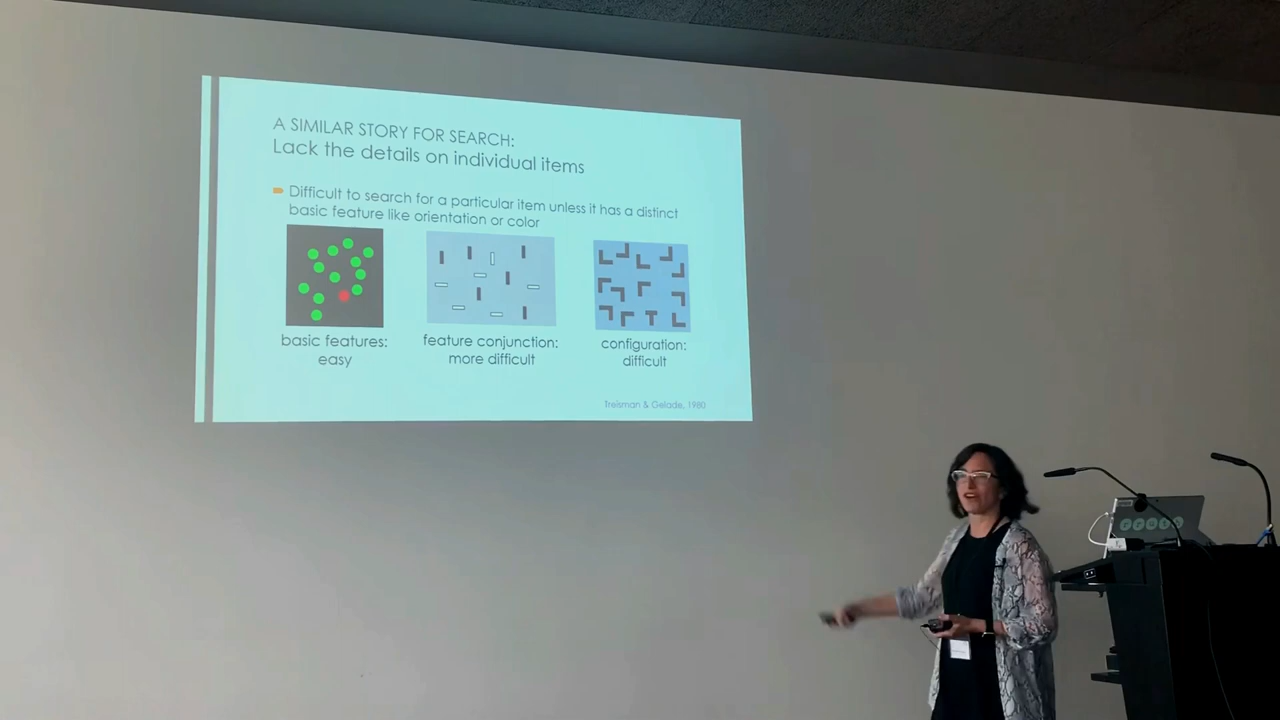 A SIMILAR STORY FOR SEARCH:
Lack the details on individual items
Difficult to search for a particular item unless it has a distinct
basic feature like orientation or color
basic features:
easy
feature conjunction:
more difficult
configuration:
difficult
Treisman & Gelade, 1980